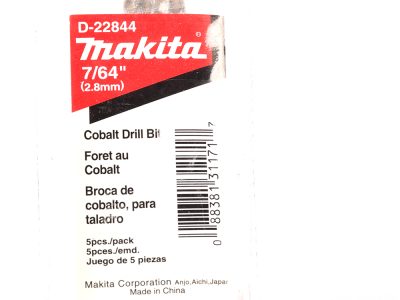 D-22844
Makita
7/64"
(2.8mm)
Cobalt Drill Bit
Foret au
Cobalt
Broca de
cobalto, para
taladro
5pcs./pack
5pces./emd.
Juego de 5 piezas
0 88381 31171 7
Makita Corporation Anjo,Aichi,Japan
Made in China